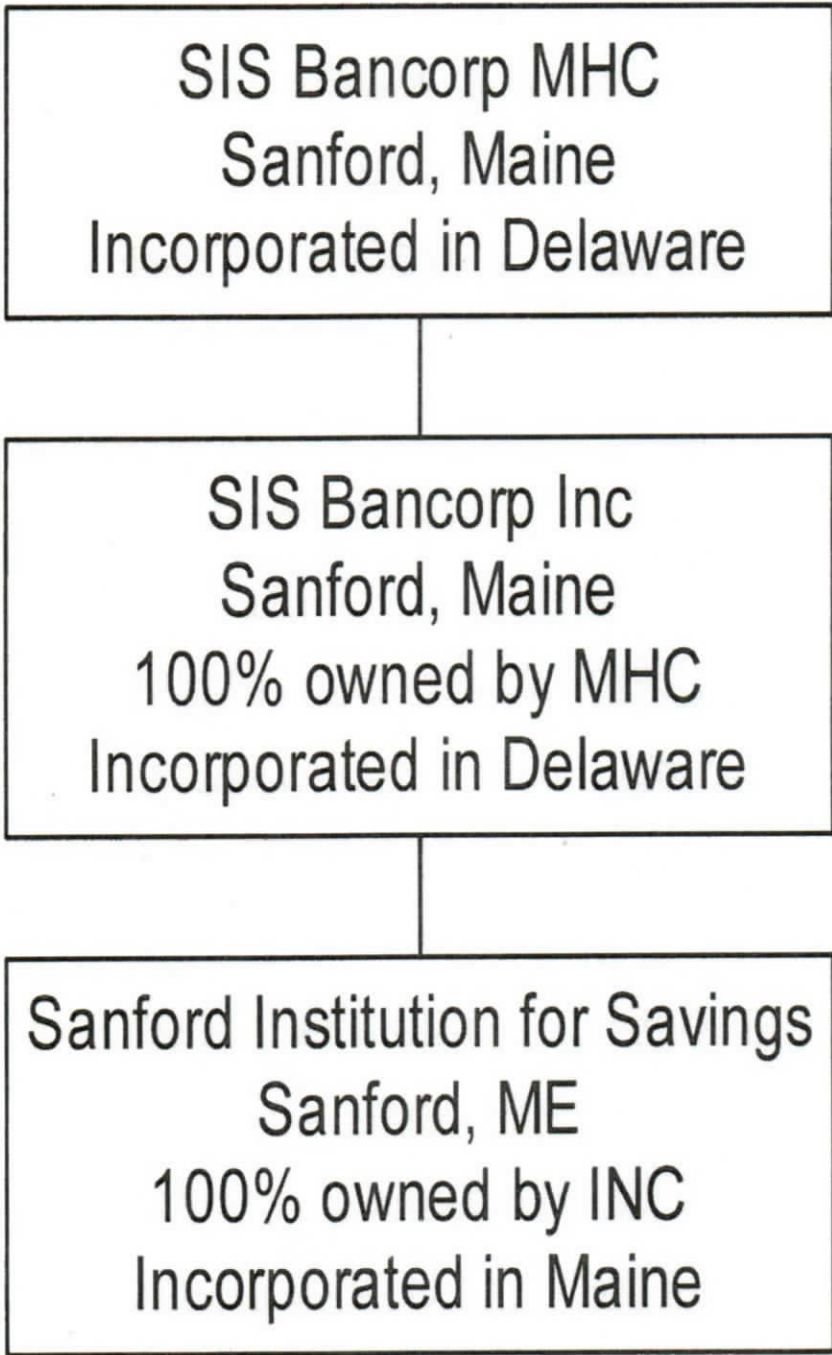 SIS Bancorp MHC
Sanford, Maine
Incorporated in Delaware
SIS Bancorp Inc
Sanford, Maine
100% owned by MHC
Incorporated in Delaware
Sanford Institution for Savings
Sanford, ME
100% owned by INC
Incorporated in Maine